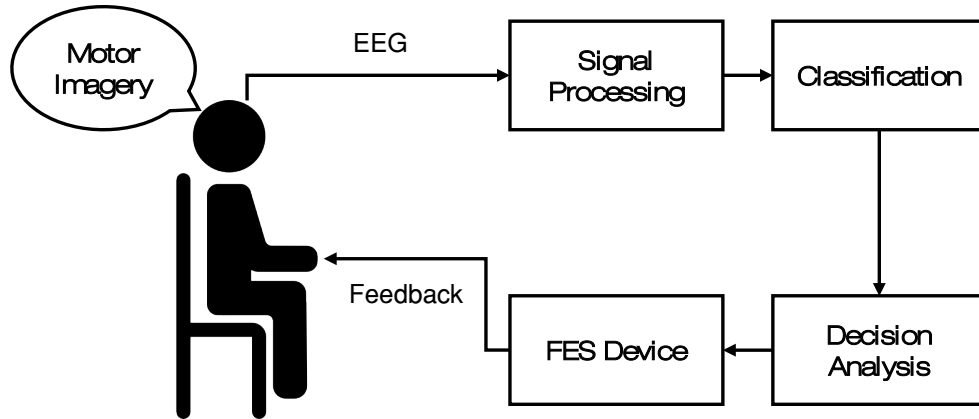 Motor
Imagery
EEG
Signal
Processing
Classification
Feedback
FES Device
Decision
Analysis